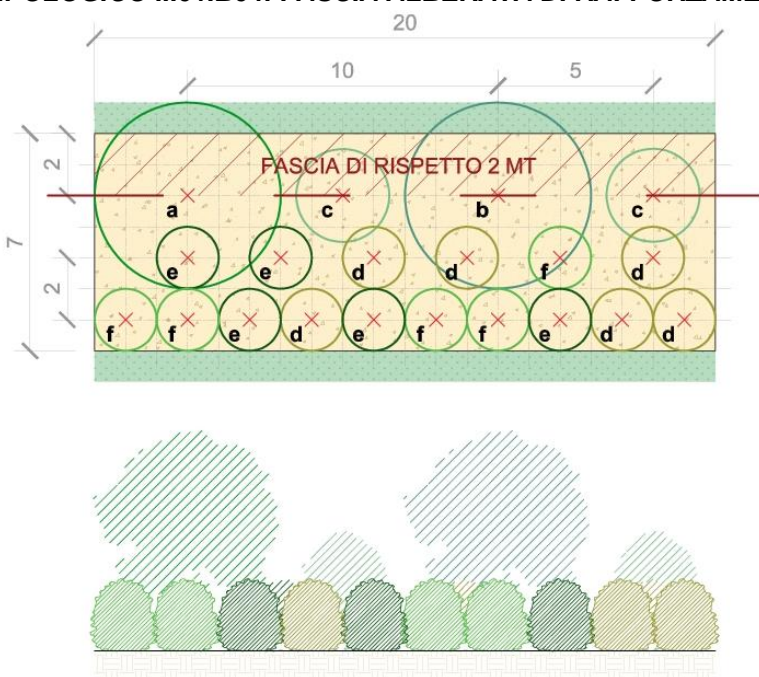 20
10 5
2
FASCIA DI RISPETTO 2 MT
a c b c
7
e e d d f d
2
f f e d e f f e d d